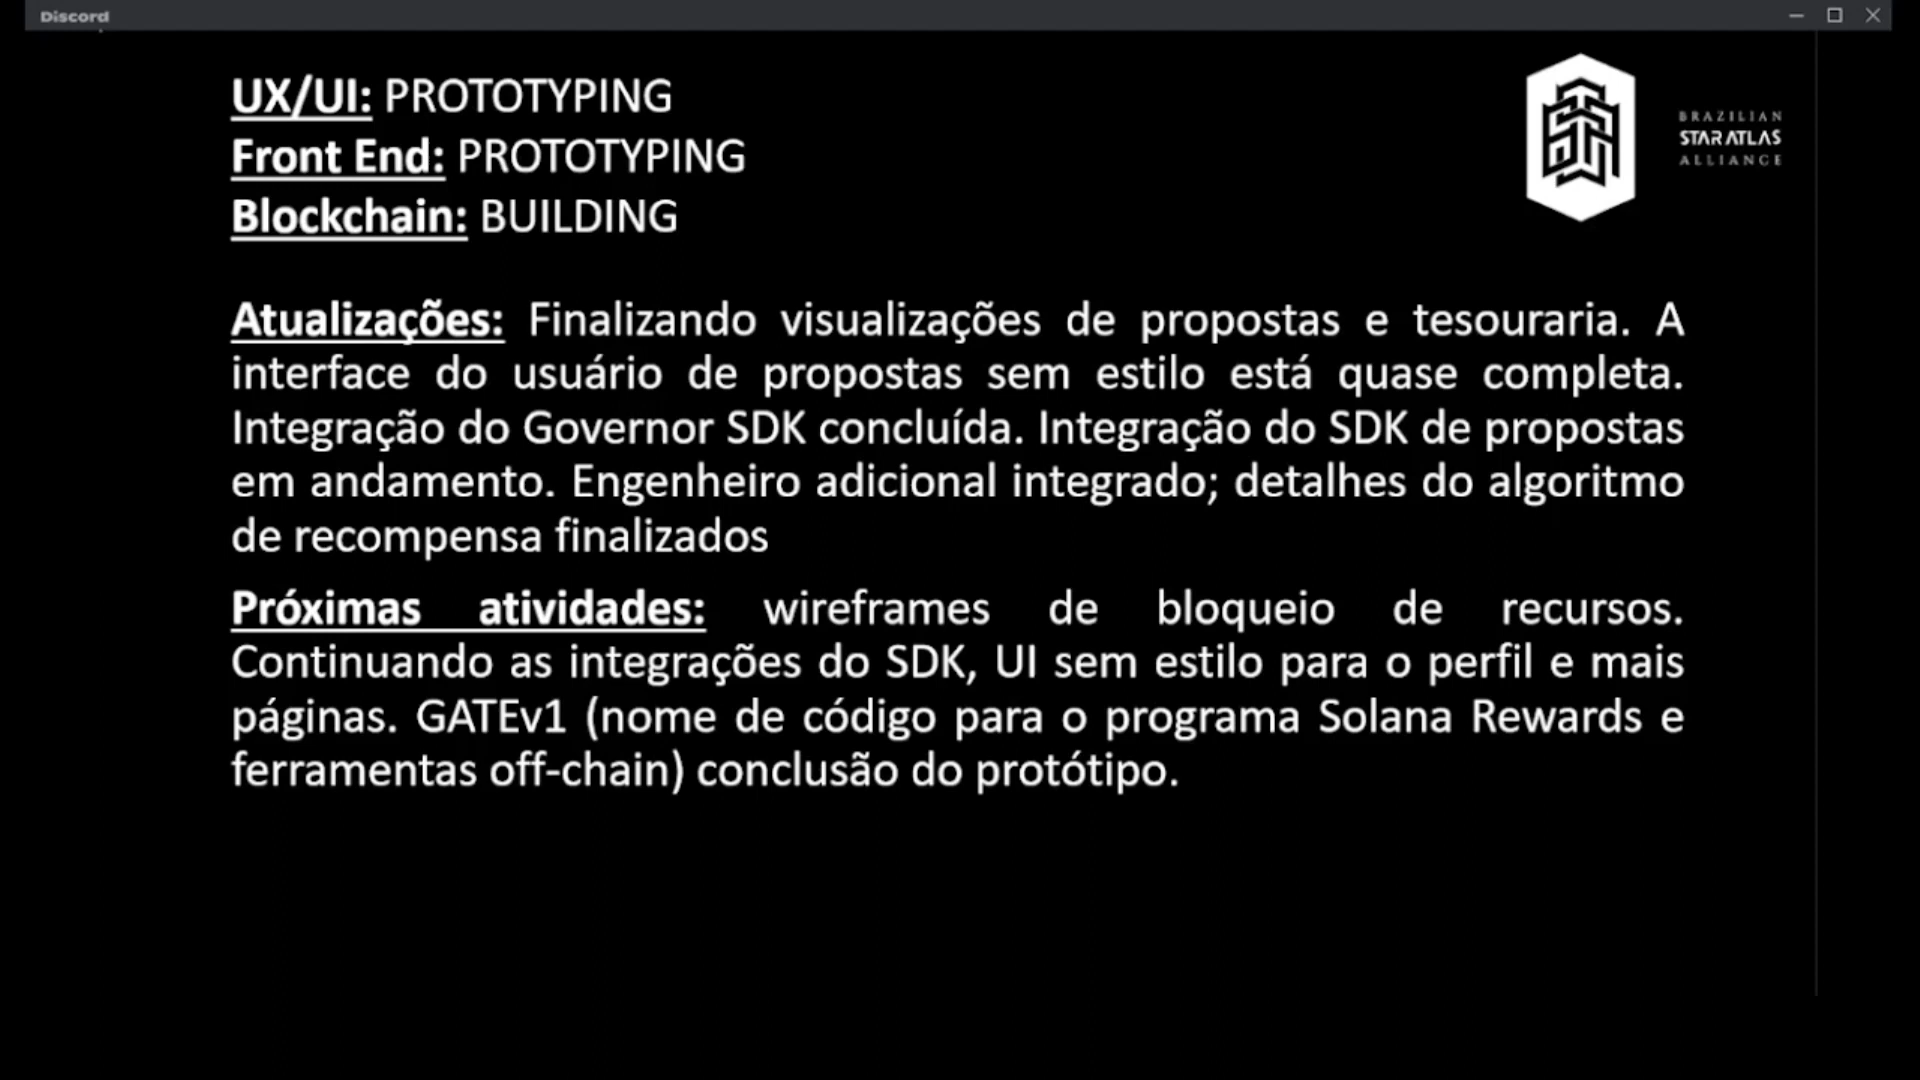 Discord
UX/UI: PROTOTYPING
Front End: PROTOTYPING
Blockchain: BUILDING
BRAZILIAN
STAR ATLAS
ALLIANCE
Atualizações: Finalizando visualizações de propostas e tesouraria. A
interface do usuário de propostas sem estilo está quase completa.
Integração do Governor SDK concluída. Integração do SDK de propostas
em andamento. Engenheiro adicional integrado; detalhes do algoritmo
de recompensa finalizados
Próximas atividades: wireframes de bloqueio de recursos.
Continuando as integrações do SDK, UI sem estilo para o perfil e mais
páginas. GATEv1 (nome de código para o programa Solana Rewards e
ferramentas off-chain) conclusão do protótipo.